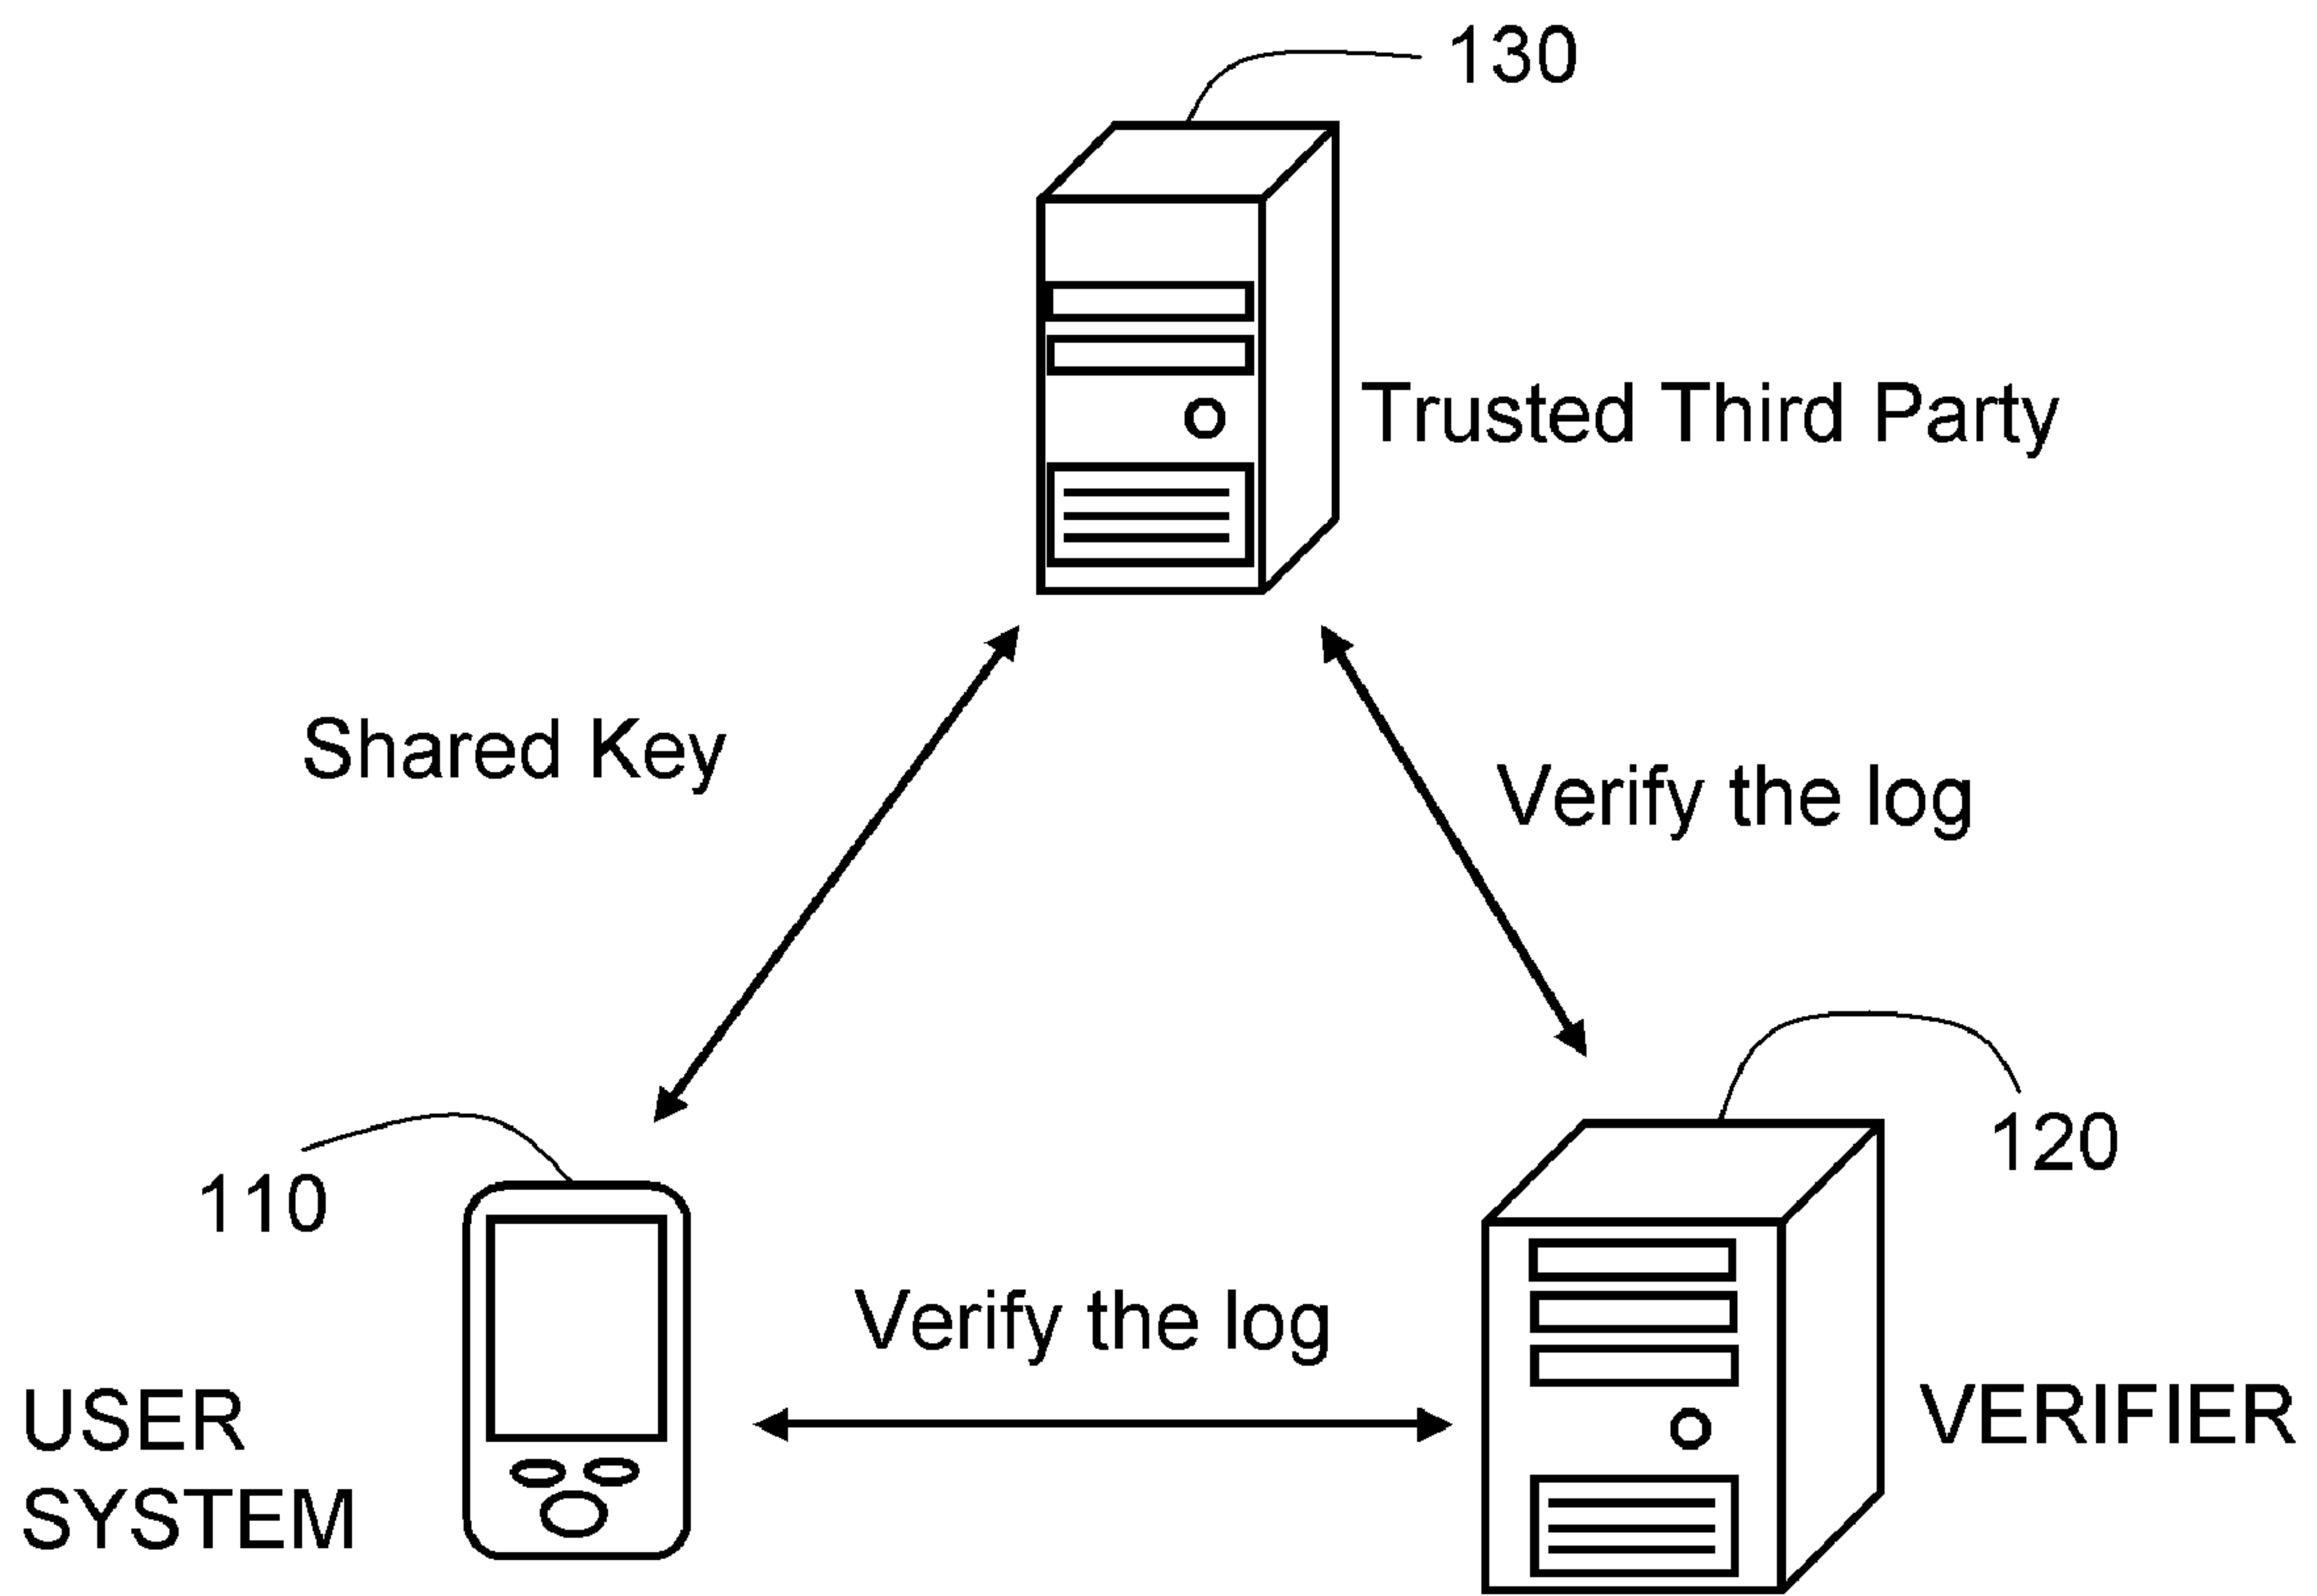 130
Trusted Third Party
Shared Key
Verify the log
120
110
Verify the log
USER
SYSTEM
VERIFIER